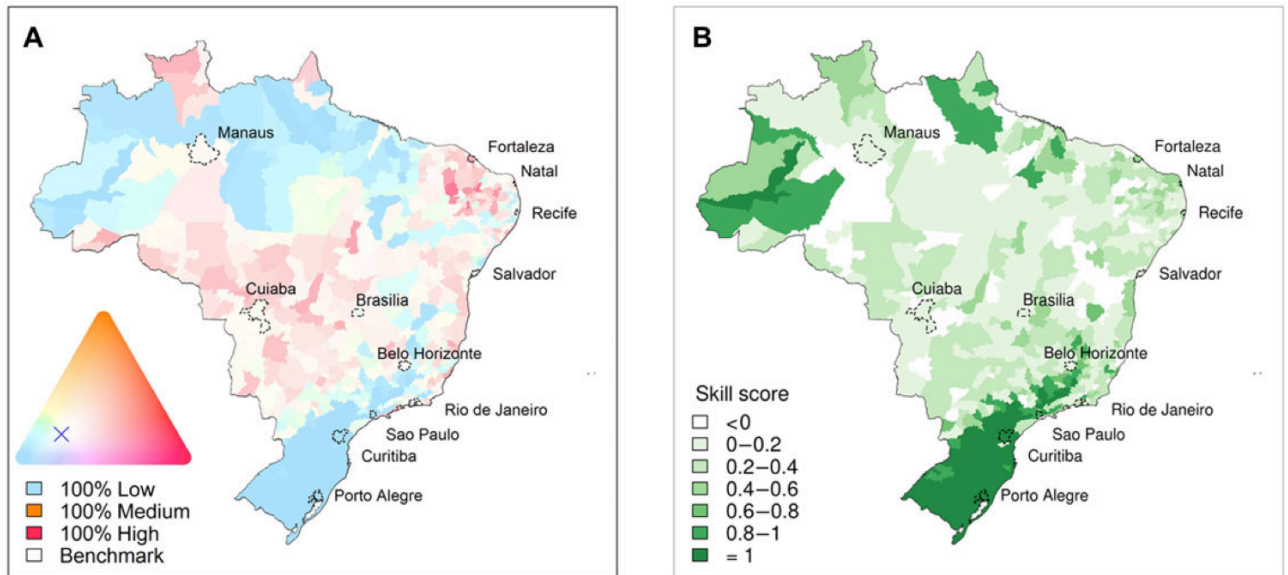 A
Manaus
Fortaleza
Natal
Recife
Salvador
Cuiaba
Brasilia
Belo Horizonte
Rio de Janeiro
Sao Paulo
Curitiba
Porto Alegre
100% Low
100% Medium
100% High
Benchmark
B
Manaus
Fortaleza
Natal
Recife
Salvador
Cuiaba
Brasilia
Belo Horizonte
Rio de Janeiro
Sao Paulo
Curitiba
Porto Alegre
Skill score
<0
0−0.2
0.2−0.4
0.4−0.6
0.6−0.8
0.8−1
= 1